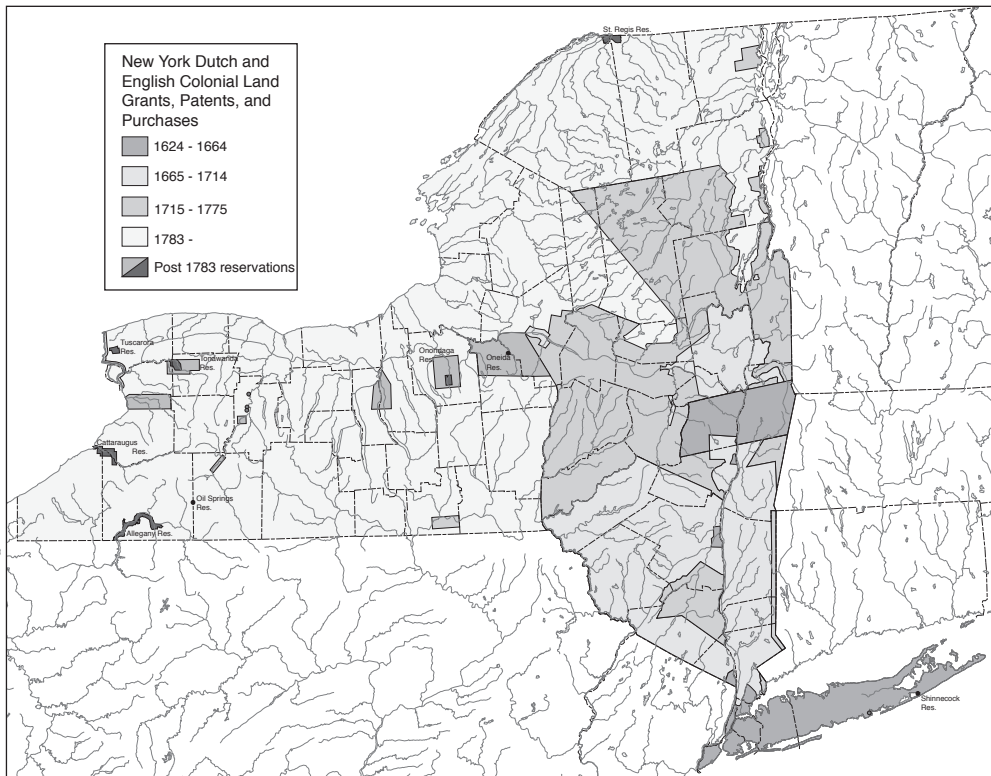 St. Regis Res.
New York Dutch and
English Colonial Land
Grants, Patents, and
Purchases
1624 - 1664
1665 - 1714
1715 - 1775
1783 -
Post 1783 reservations
Tuscarora
Res.
Tonawanda
Res.
Onondaga
Res.
Oneida
Res.
Cattaraugus
Res.
Oil Springs
Res.
Allegany Res.
Shinnecock
Res.